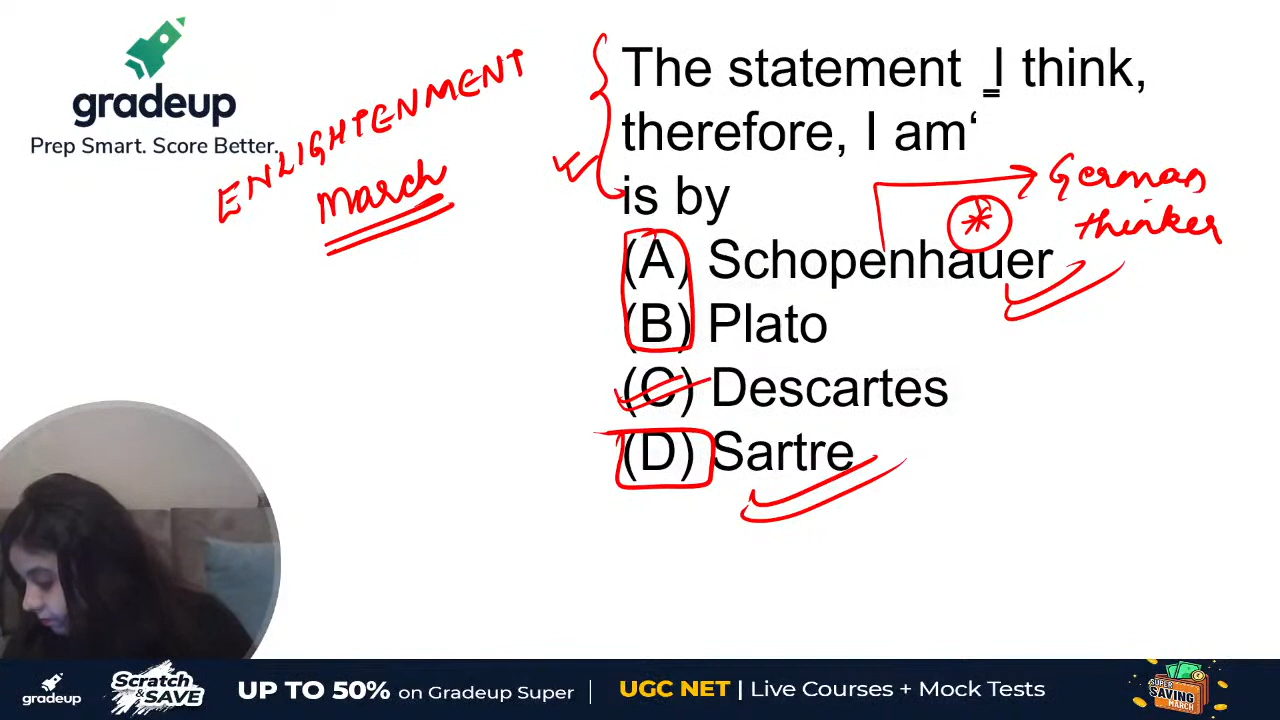 gradeup
Prep Smart. Score Better.
ENLIGHTENMENT
March
The statement I think,
therefore, I am‘
is by
German
thinker
(A) Schopenhauer
(B) Plato
(C) Descartes
(D) Sartre
gradeup
Scratch & SAVE
UP TO 50% on Gradeup Super
UGC NET | Live Courses + Mock Tests
SUPER SAVING MARCH